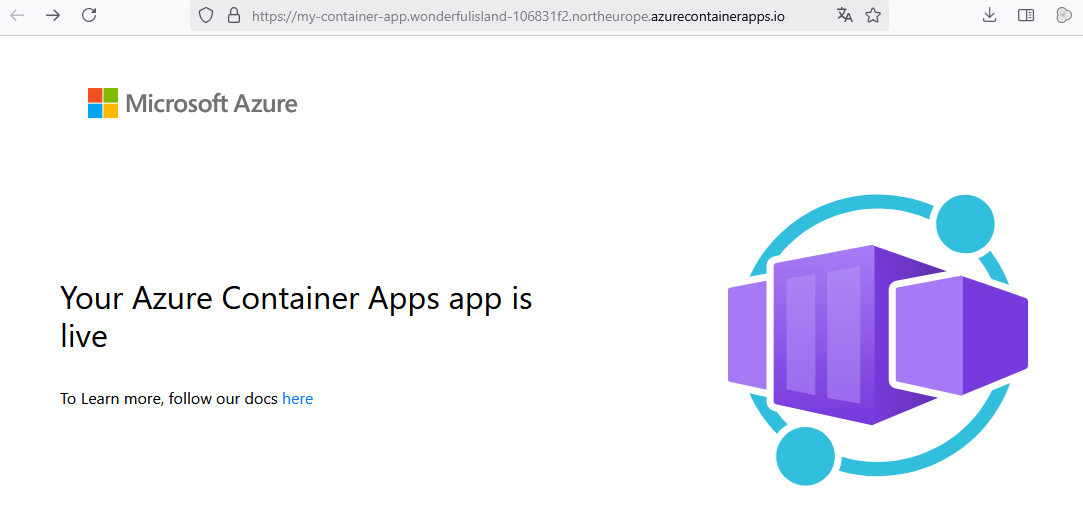 https://my-container-app.wonderfulisland-106831f2.northeurope.azurecontainerapps.io
Microsoft Azure
Your Azure Container Apps app is
live
To Learn more, follow our docs here